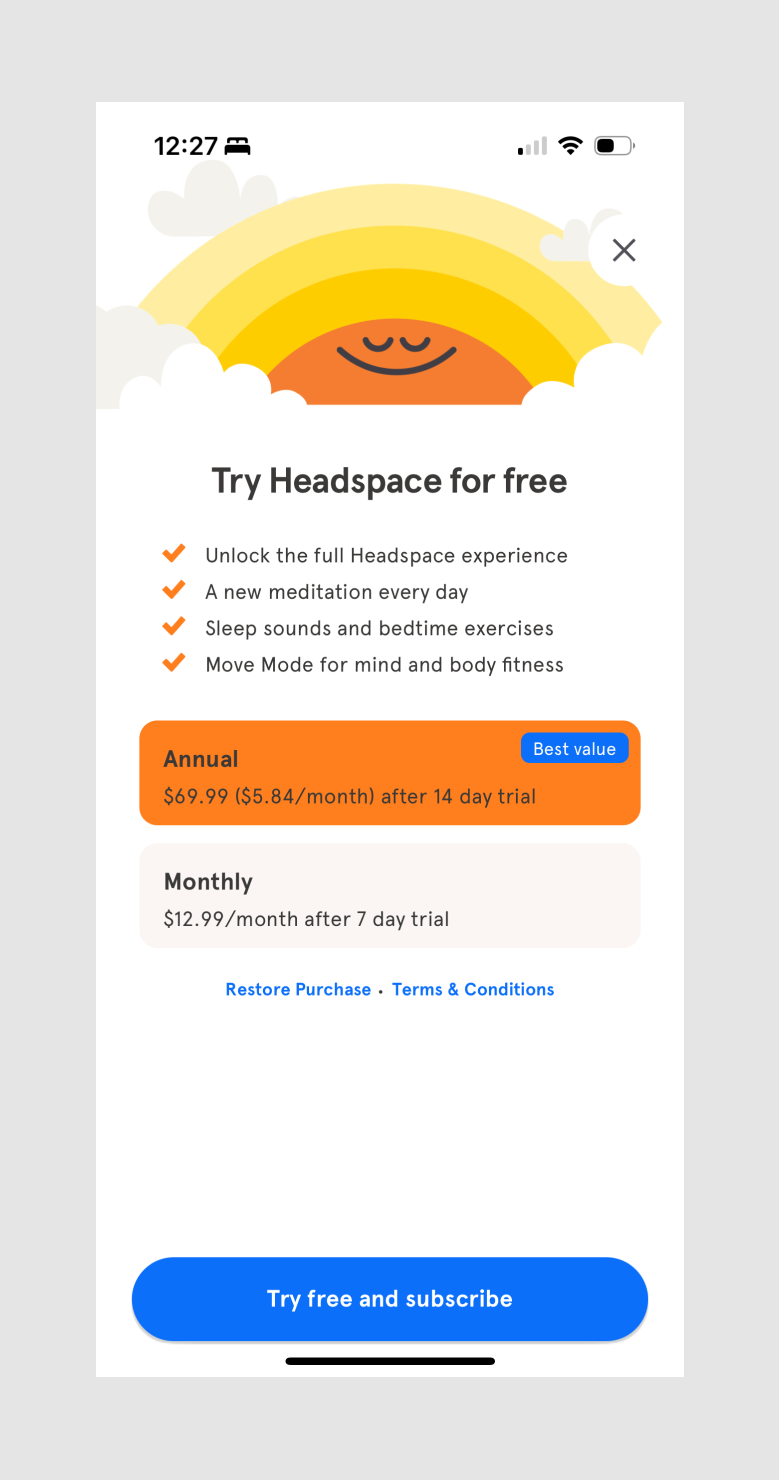 12:27
Try Headspace for free
Unlock the full Headspace experience
A new meditation every day
Sleep sounds and bedtime exercises
Move Mode for mind and body fitness
Annual
Best value
$69.99 ($5.84/month) after 14 day trial
Monthly
$12.99/month after 7 day trial
Restore Purchase • Terms & Conditions
Try free and subscribe